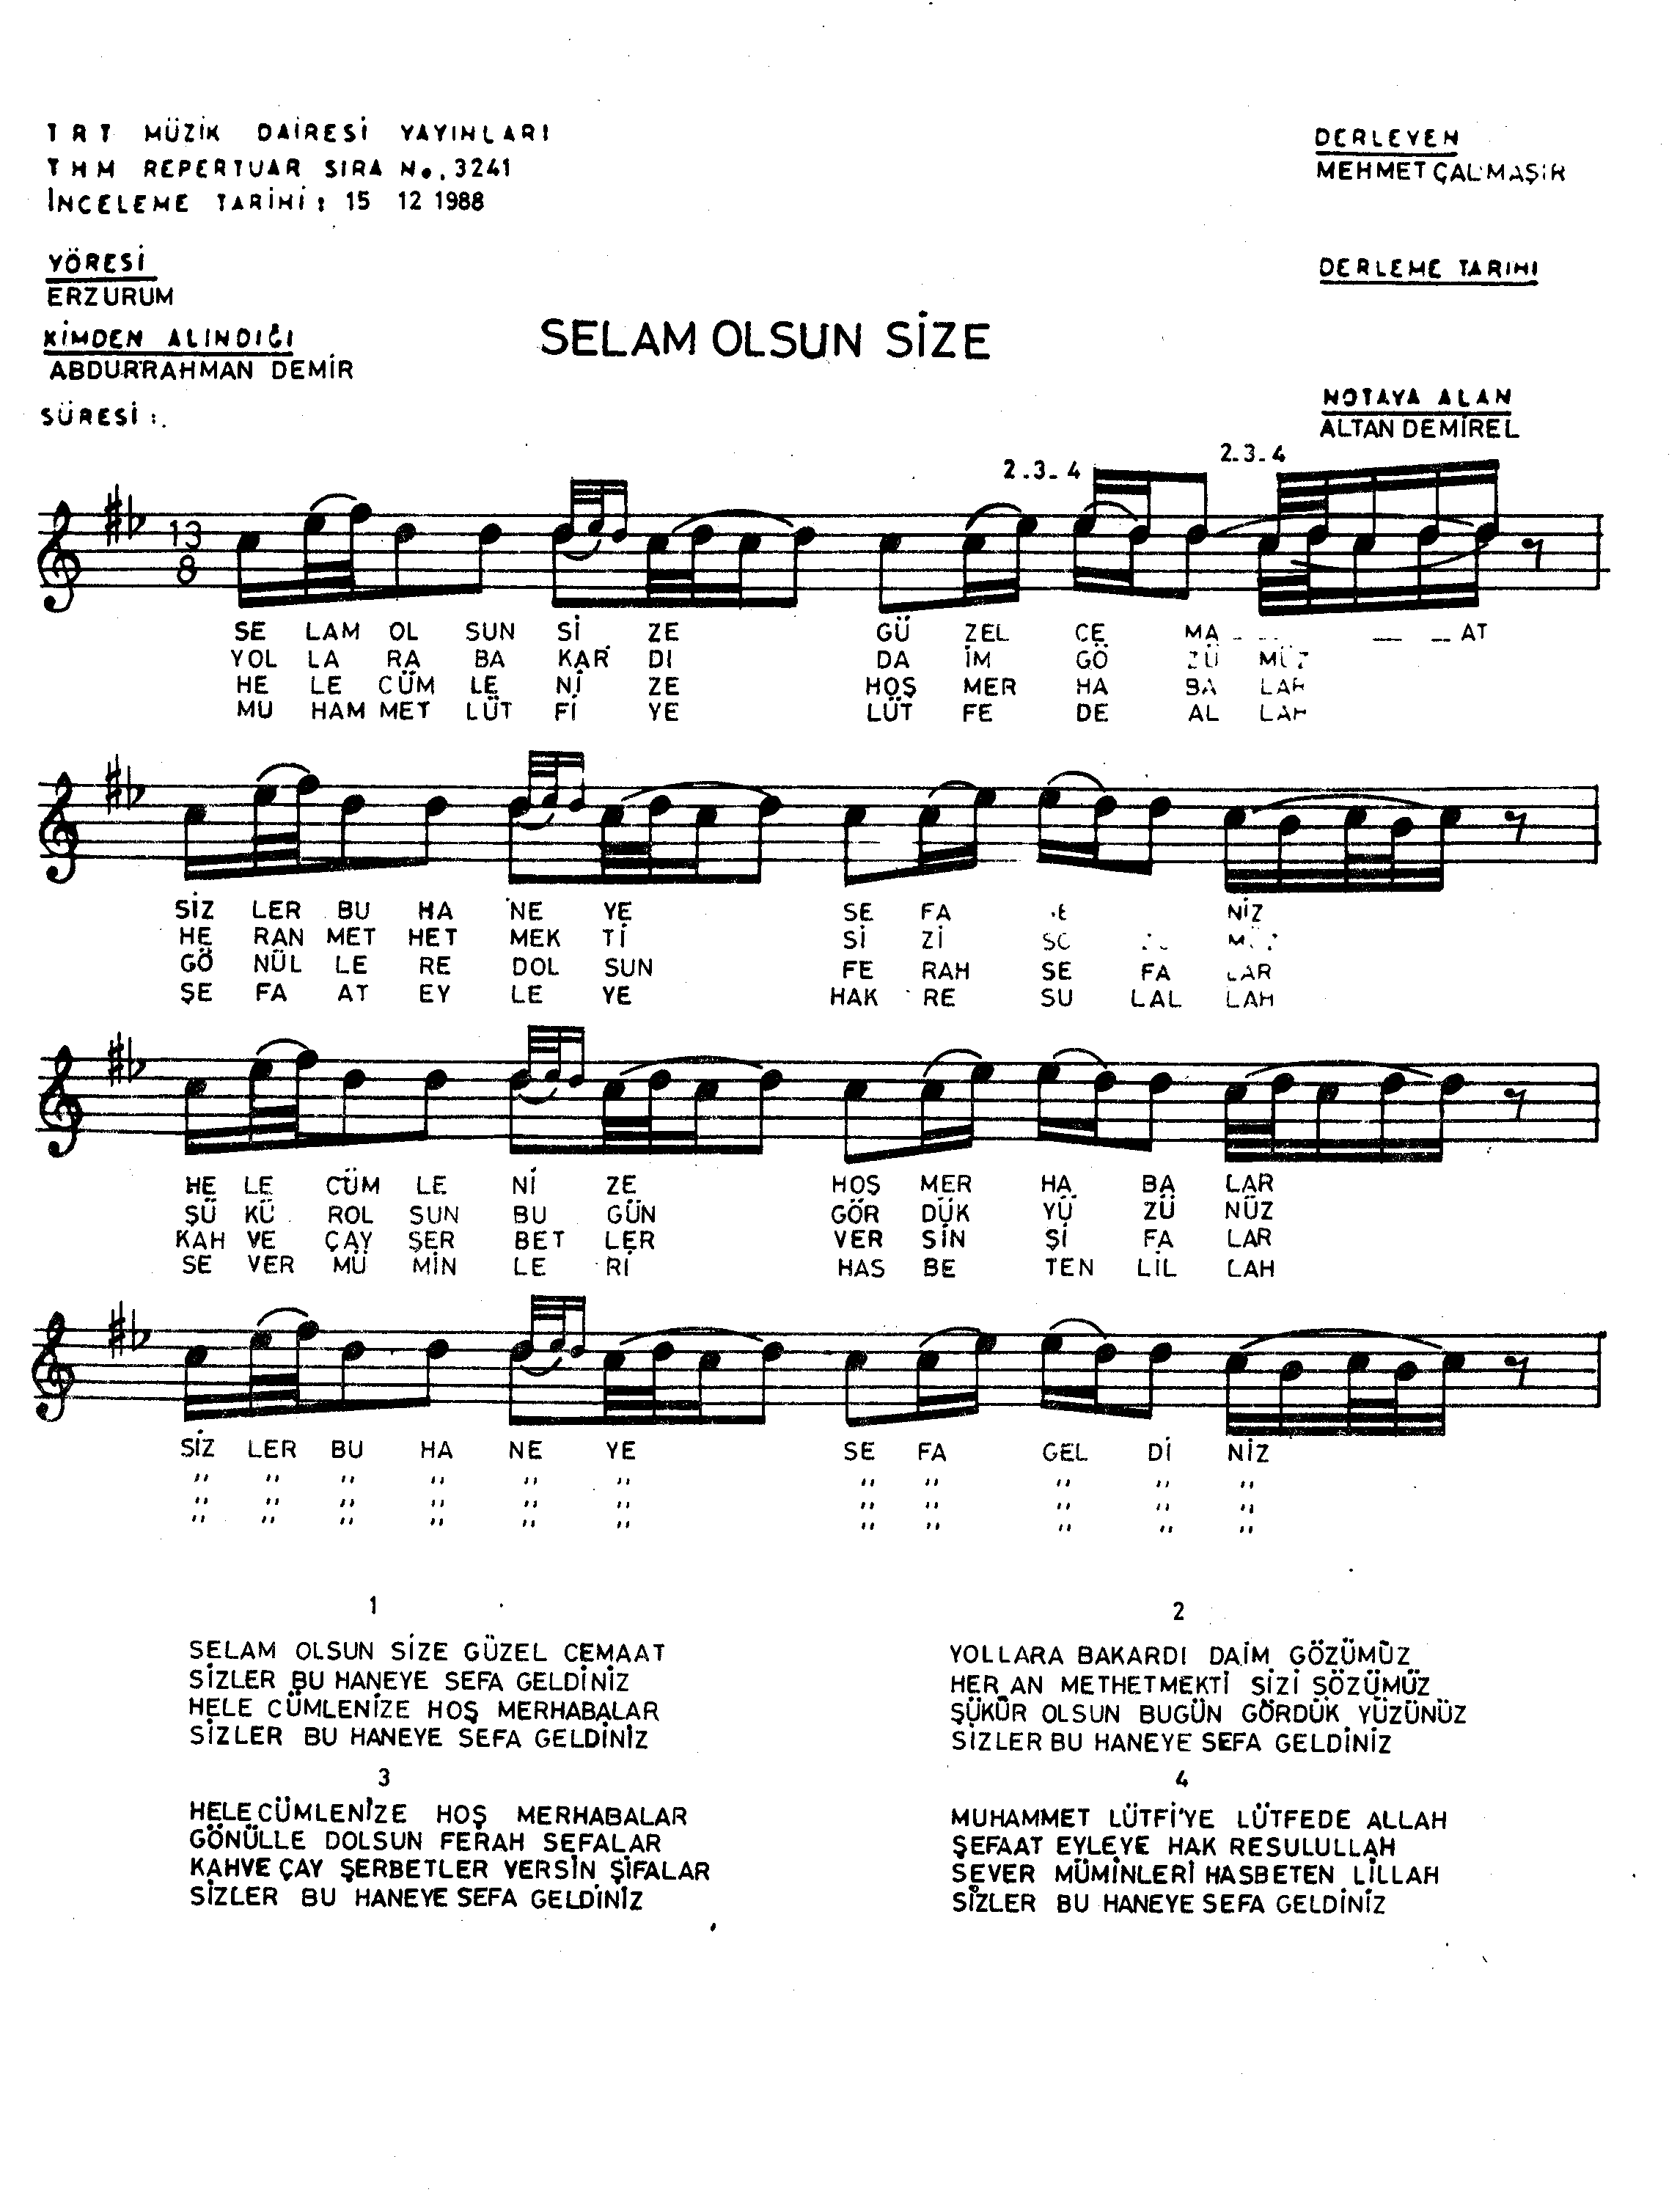 TRT MÜZİK DAİRESİ YAYINLARI
THM REPERTUAR SIRA No. 3241
İNCELEME TARİHİ : 15 12 1988
DERLEYEN
MEHMET ÇALMAŞIR
YÖRESİ
ERZURUM
DERLEME TARIHI
KİMDEN ALINDIĞI
ABDURRAHMAN DEMİR
SELAM OLSUN SİZE
SÜRESİ :
NOTAYA ALAN
ALTAN DEMİREL
2.3.4 2.3.4
13
8
SE LAM OL SUN Sİ ZE GÜ ZEL CE MA _ _ _ _ AT
YOL LA RA BA KAR DI DA İM GÖ ZÜ MÜZ
HE LE CÜM LE Nİ ZE HOŞ MER HA BA LAR
MU HAM MET LÜT Fİ YE LÜT FE DE AL LAH
SİZ LER BU HA NE YE SE FA NİZ
HE RAN MET HET MEK Tİ Sİ Zİ
GÖ NÜL LE RE DOL SUN FE RAH SE FA LAR
ŞE FA AT EY LE YE HAK RE SU LAL LAH
HE LE CÜM LE Nİ ZE HOŞ MER HA BA LAR
ŞÜ KÜ ROL SUN BU GÜN GÖR DÜK YÜ ZÜ NÜZ
KAH VE ÇAY ŞER BET LER VER SİN Şİ FA LAR
SE VER MÜ MİN LE Rİ HAS BE TEN LİL LAH
SİZ LER BU HA NE YE SE FA GEL Dİ NİZ
" " " " " " " " " " "
" " " " " " " " " " "
" " " " " " " " " " "
1
SELAM OLSUN SİZE GÜZEL CEMAAT
SİZLER BU HANEYE SEFA GELDİNİZ
HELE CÜMLENİZE HOŞ MERHABALAR
SİZLER BU HANEYE SEFA GELDİNİZ
2
YOLLARA BAKARDI DAİM GÖZÜMÜZ
HER AN METHETMEKTİ SİZİ SÖZÜMÜZ
ŞÜKÜR OLSUN BUGÜN GÖRDÜK YÜZÜNÜZ
SİZLER BU HANEYE SEFA GELDİNİZ
3
HELE CÜMLENİZE HOŞ MERHABALAR
GÖNÜLLE DOLSUN FERAH SEFALAR
KAHVE ÇAY ŞERBETLER VERSİN ŞİFALAR
SİZLER BU HANEYE SEFA GELDİNİZ
4
MUHAMMET LÜTFİ'YE LÜTFEDE ALLAH
ŞEFAAT EYLEYE HAK RESULULLAH
SEVER MÜMİNLERİ HASBETEN LİLLAH
SİZLER BU HANEYE SEFA GELDİNİZ